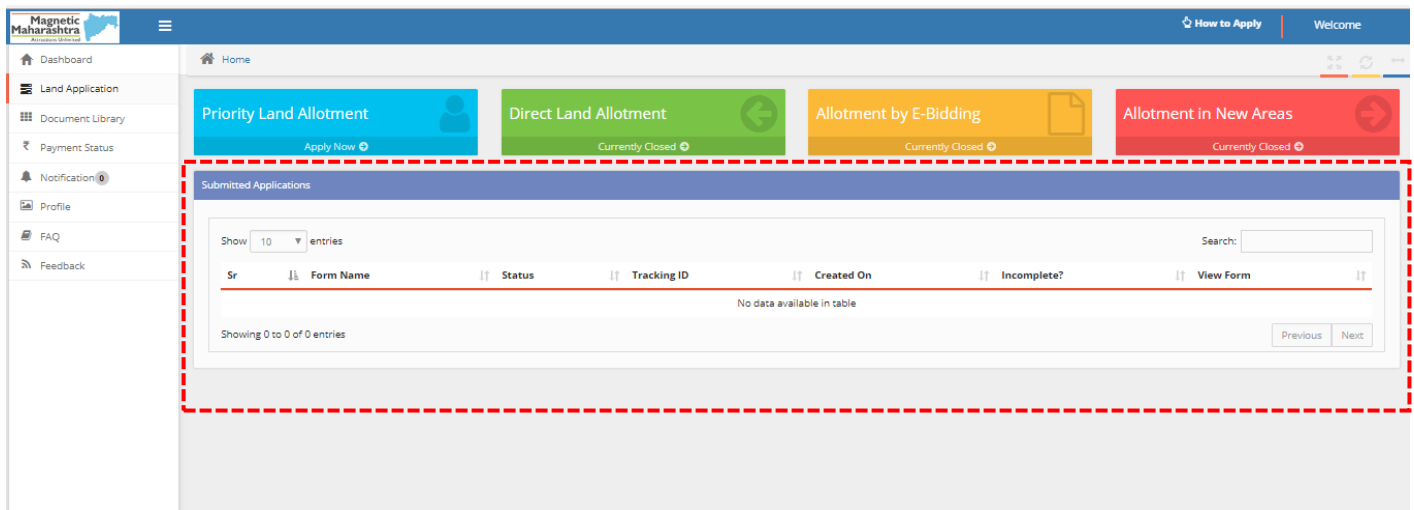 Magnetic
Maharashtra
Attractions Unlimited
How to Apply
Welcome
Dashboard
Land Application
Document Library
₹ Payment Status
Notification 0
Profile
FAQ
Feedback
Home
Priority Land Allotment
Apply Now
Direct Land Allotment
Currently Closed
Allotment by E-Bidding
Currently Closed
Allotment in New Areas
Currently Closed
Submitted Applications
Show 10 entries
Search:
Sr Form Name Status Tracking ID Created On Incomplete? View Form
No data available in table
Showing 0 to 0 of 0 entries
Previous Next